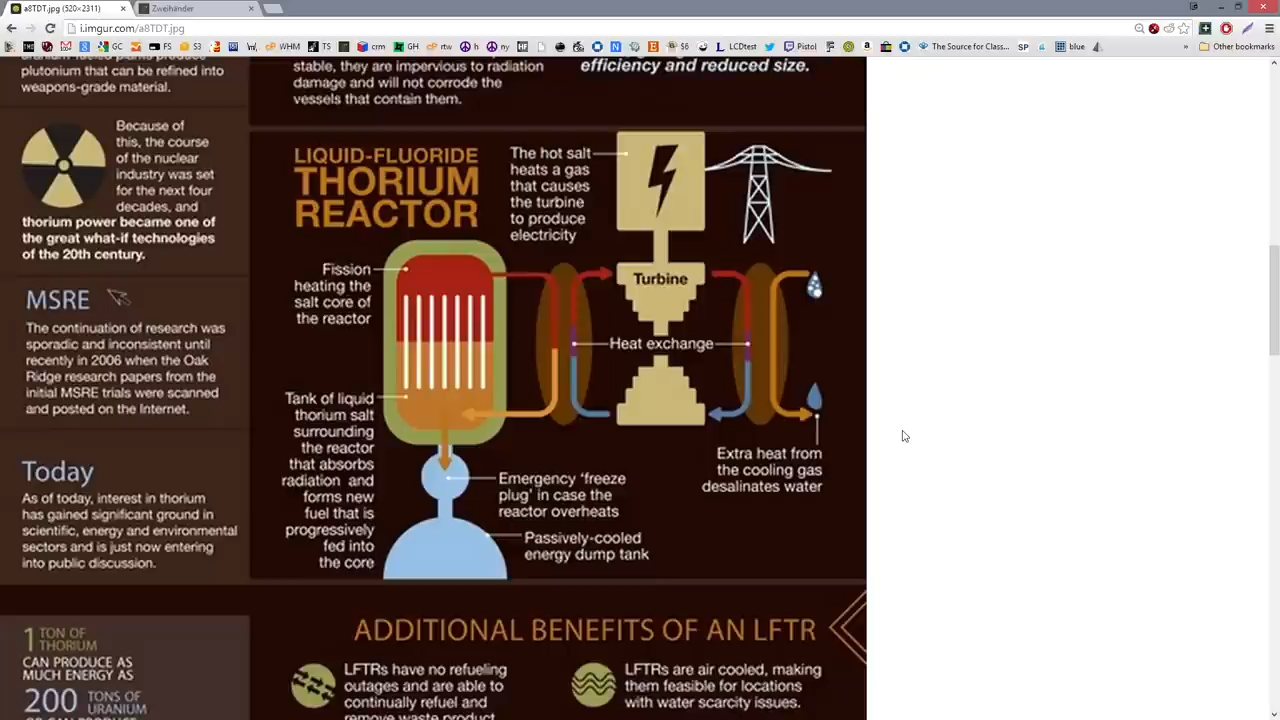 a8TDT.jpg (520×2311)
Zweihänder
i.imgur.com/a8TDT.jpg
GC
FS
S3
WHM
TS
crm
GH
rtw
h
ny
HIP
$6
LCDtest
Pistol
The Source for Class...
SP
blue
Other bookmarks
plutonium that can be refined into
weapons-grade material.
Because of
this, the course
of the nuclear
industry was set
for the next four
decades, and
thorium power became one of
the great what-if technologies
of the 20th century.
MSRE
The continuation of research was
sporadic and inconsistent until
recently in 2006 when the Oak
Ridge research papers from the
initial MSRE trials were scanned
and posted on the Internet.
Today
As of today, interest in thorium
has gained significant ground in
scientific, energy and environmental
sectors and is just now entering
into public discussion.
1 TON OF
THORIUM
CAN PRODUCE AS
MUCH ENERGY AS
200 TONS OF
URANIUM
stable, they are impervious to radiation
damage and will not corrode the
vessels that contain them.
efficiency and reduced size.
LIQUID-FLUORIDE
THORIUM
REACTOR
The hot salt
heats a gas
that causes
the turbine
to produce
electricity
Fission
heating the
salt core of
the reactor
Turbine
Heat exchange
Tank of liquid
thorium salt
surrounding
the reactor
that absorbs
radiation and
forms new
fuel that is
progressively
fed into
the core
Emergency 'freeze
plug' in case the
reactor overheats
Passively-cooled
energy dump tank
Extra heat from
the cooling gas
desalinates water
ADDITIONAL BENEFITS OF AN LFTR
LFTRs have no refueling
outages and are able to
continually refuel and
remove waste product
LFTRs are air cooled, making
them feasible for locations
with water scarcity issues.